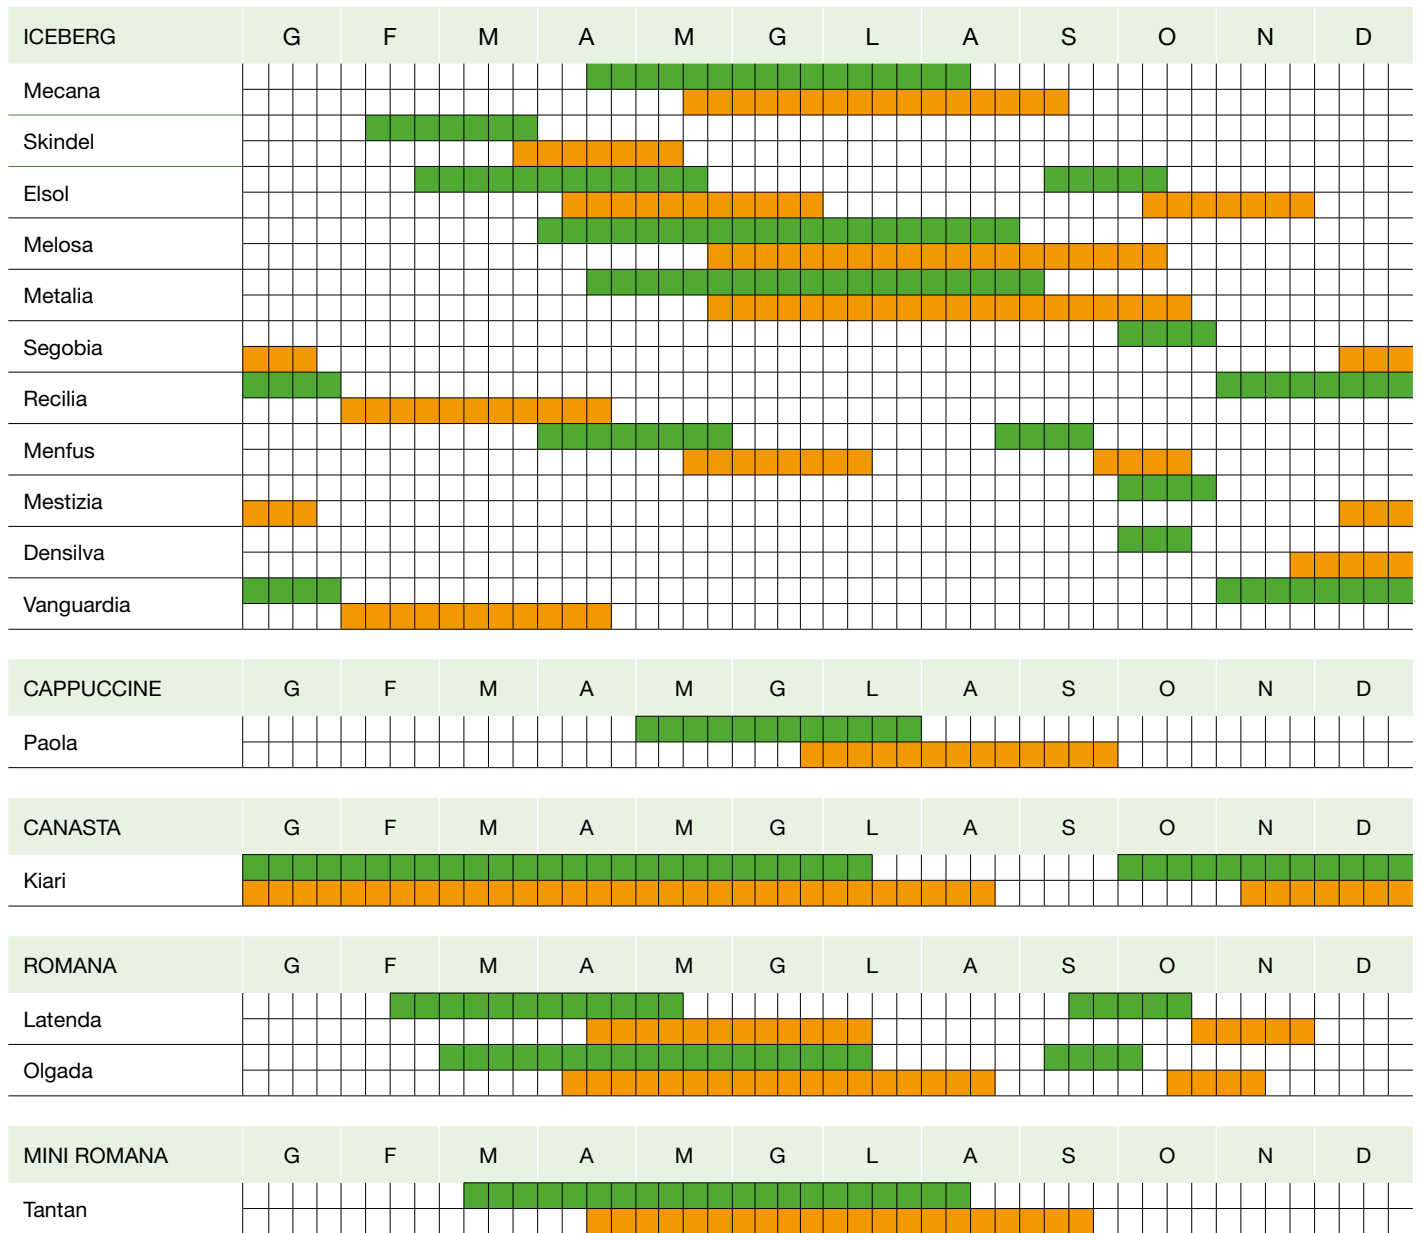 ICEBERG G F M A M G L A S O N D
Mecana
Skindel
Elsol
Melosa
Metalia
Segobia
Recilia
Menfus
Mestizia
Densilva
Vanguardia
CAPPUCCINE G F M A M G L A S O N D
Paola
CANASTA G F M A M G L A S O N D
Kiari
ROMANA G F M A M G L A S O N D
Latenda
Olgada
MINI ROMANA G F M A M G L A S O N D
Tantan